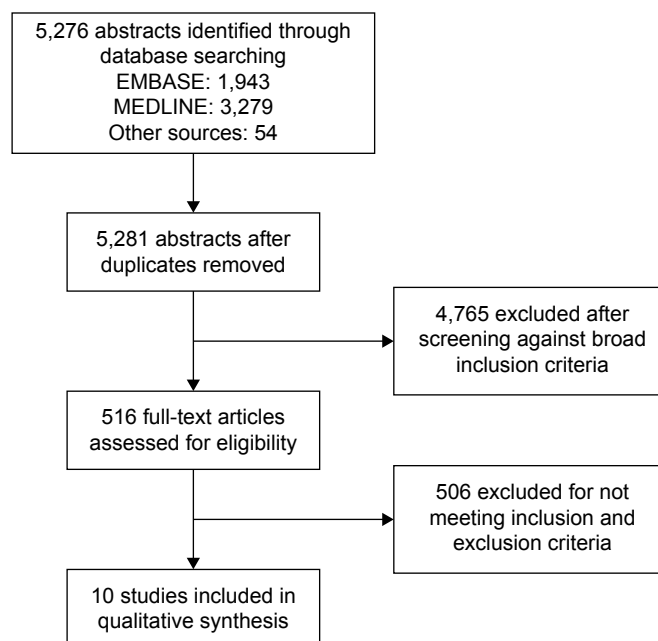 5,276 abstracts identified through
database searching
EMBASE: 1,943
MEDLINE: 3,279
Other sources: 54
5,281 abstracts after
duplicates removed
4,765 excluded after
screening against broad
inclusion criteria
516 full-text articles
assessed for eligibility
506 excluded for not
meeting inclusion and
exclusion criteria
10 studies included in
qualitative synthesis